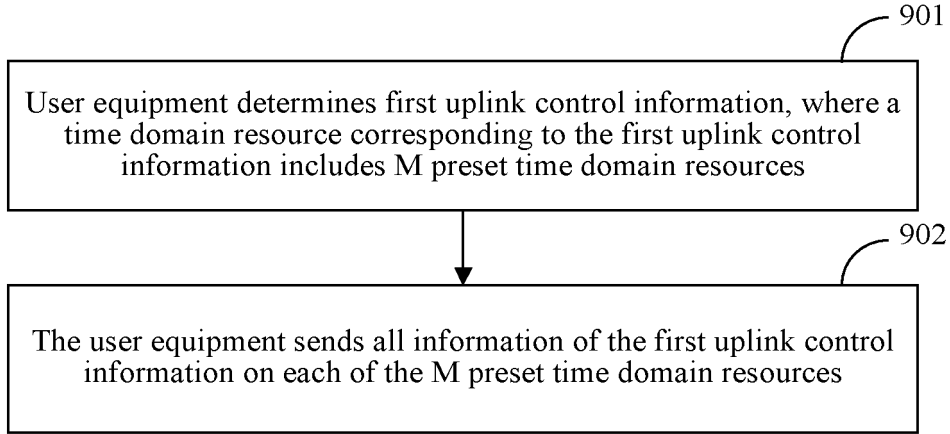 901
User equipment determines first uplink control information, where a
time domain resource corresponding to the first uplink control
information includes M preset time domain resources
902
The user equipment sends all information of the first uplink control
information on each of the M preset time domain resources